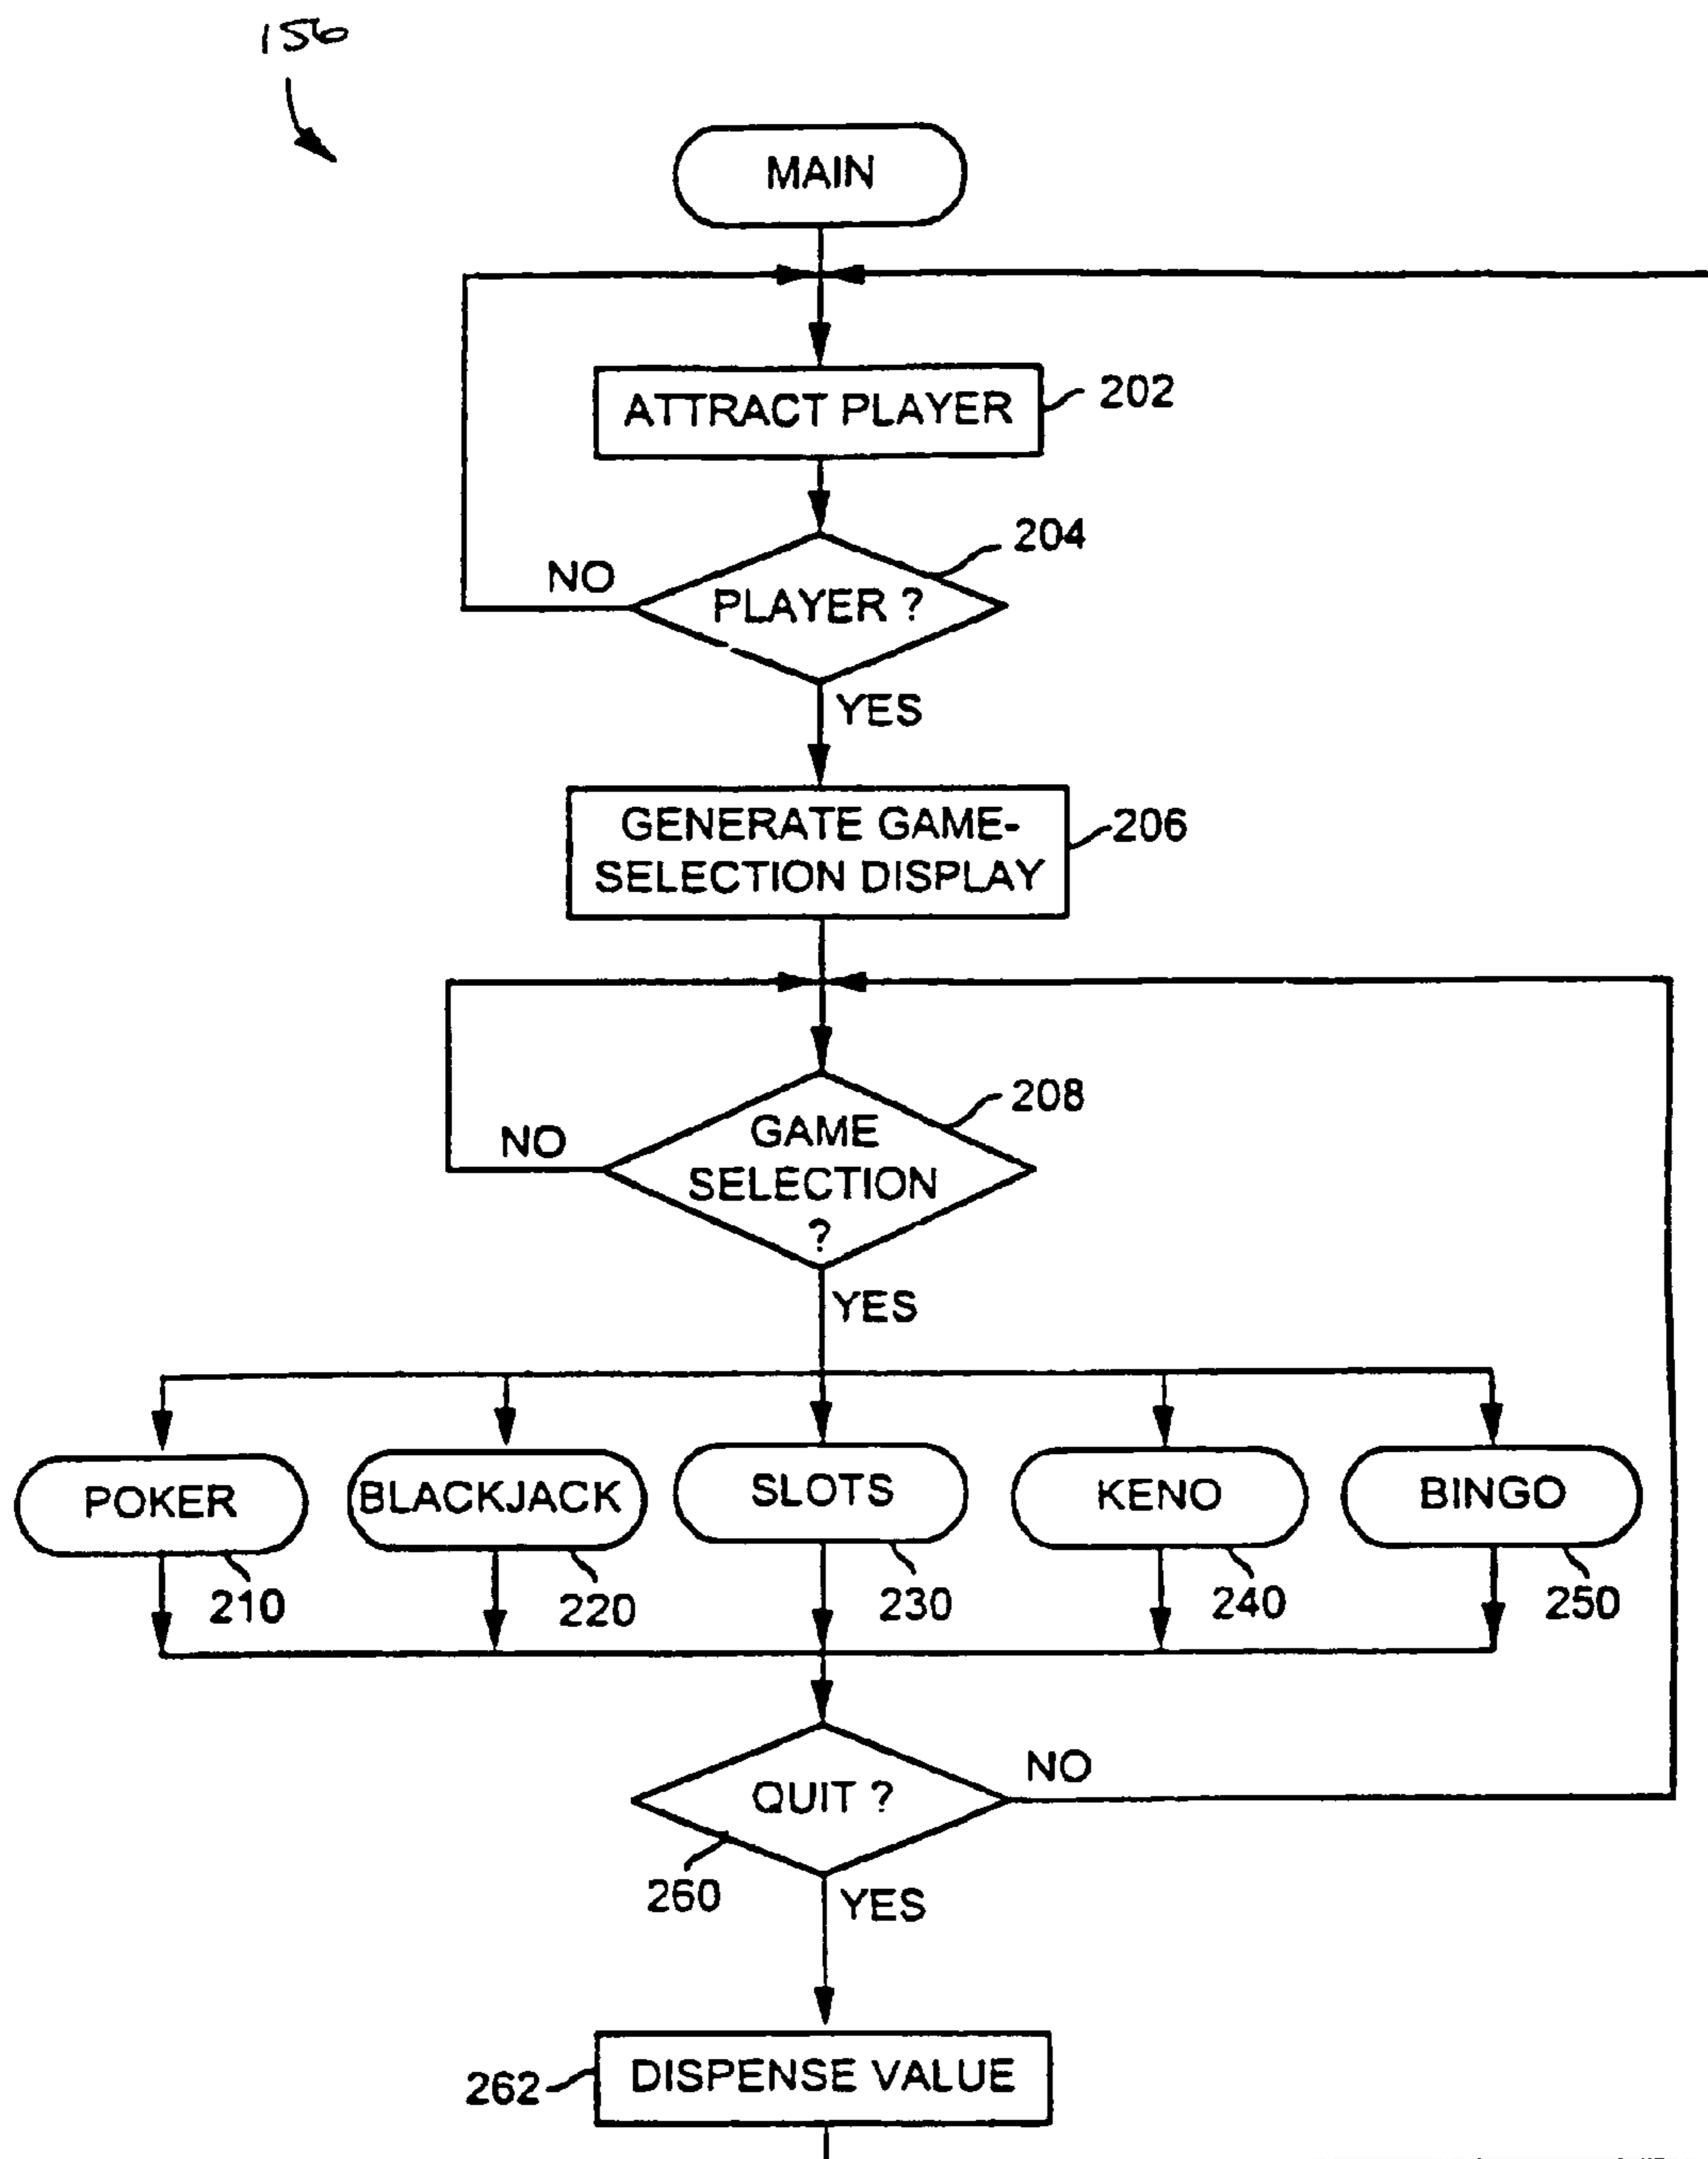 156
MAIN
ATTRACT PLAYER
202
204
NO
PLAYER ?
YES
GENERATE GAME-
SELECTION DISPLAY
206
208
NO
GAME
SELECTION
?
YES
POKER
BLACKJACK
SLOTS
KENO
BINGO
210
220
230
240
250
QUIT ?
NO
260
YES
262
DISPENSE VALUE